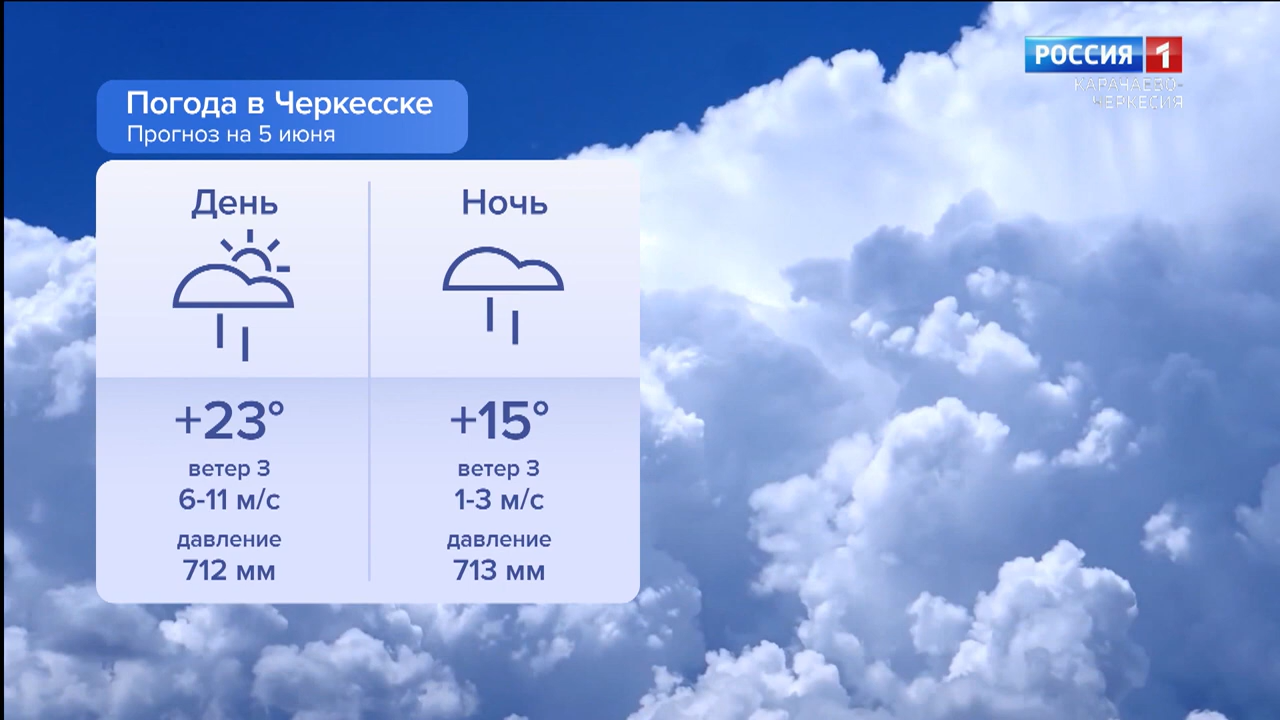 Погода в Черкесске
Прогноз на 5 июня
РОССИЯ 1
КАРАЧАЕВО-
ЧЕРКЕСИЯ
День
Ночь
+23°
+15°
ветер З
ветер З
6-11 м/с
1-3 м/с
давление
давление
712 мм
713 мм